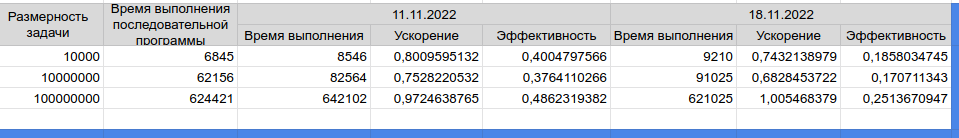 Размерность задачи	Время выполнения последовательной программы	11.11.2022	18.11.2022
Время выполнения	Ускорение	Эффективность	Время выполнения	Ускорение	Эффективность
10000	6845	8546	0,8009595132	0,4004797566	9210	0,7432138979	0,1858034745
10000000	62156	82564	0,7528220532	0,3764110266	91025	0,6828453722	0,170711343
100000000	624421	642102	0,9724638765	0,4862319382	621025	1,005468379	0,2513670947